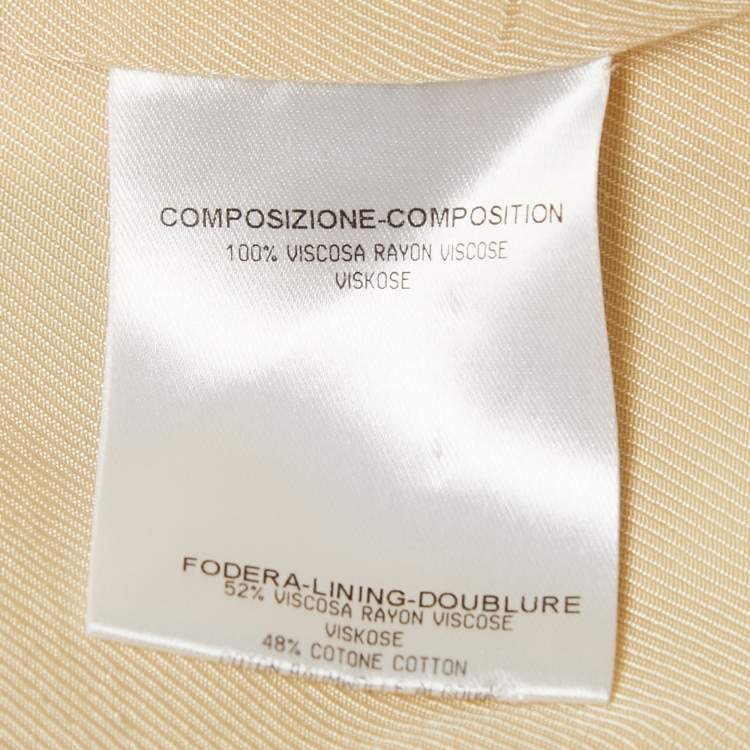 COMPOSIZIONE-COMPOSITION
100% VISCOSA RAYON VISCOSE
VISKOSE
FODERA-LINING-DOUBLURE
52% VISCOSA RAYON VISCOSE
VISKOSE
48% COTONE COTTON